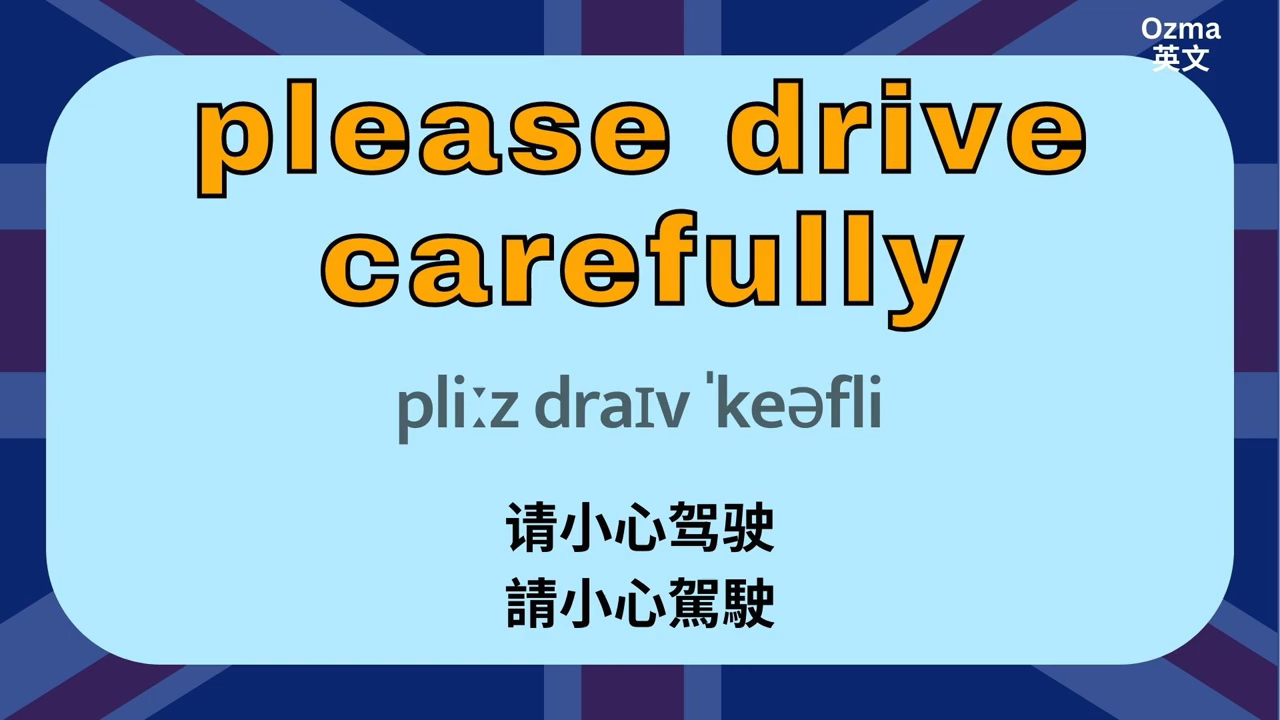 Ozma
英文
please drive
carefully
pliːz draɪv ˈkeəfli
请小心驾驶
請小心駕駛